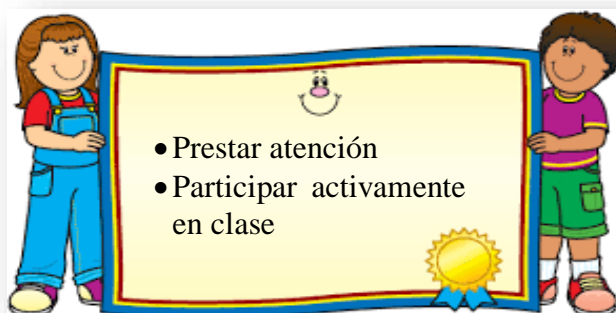 • Prestar atención
• Participar activamente
en clase